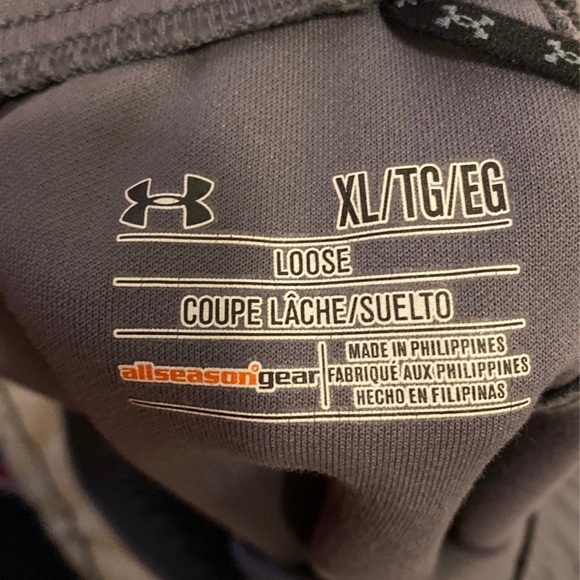 XL/TG/EG
LOOSE
COUPE LÂCHE/SUELTO
allseasongear
MADE IN PHILIPPINES
FABRIQUÉ AUX PHILIPPINES
HECHO EN FILIPINAS